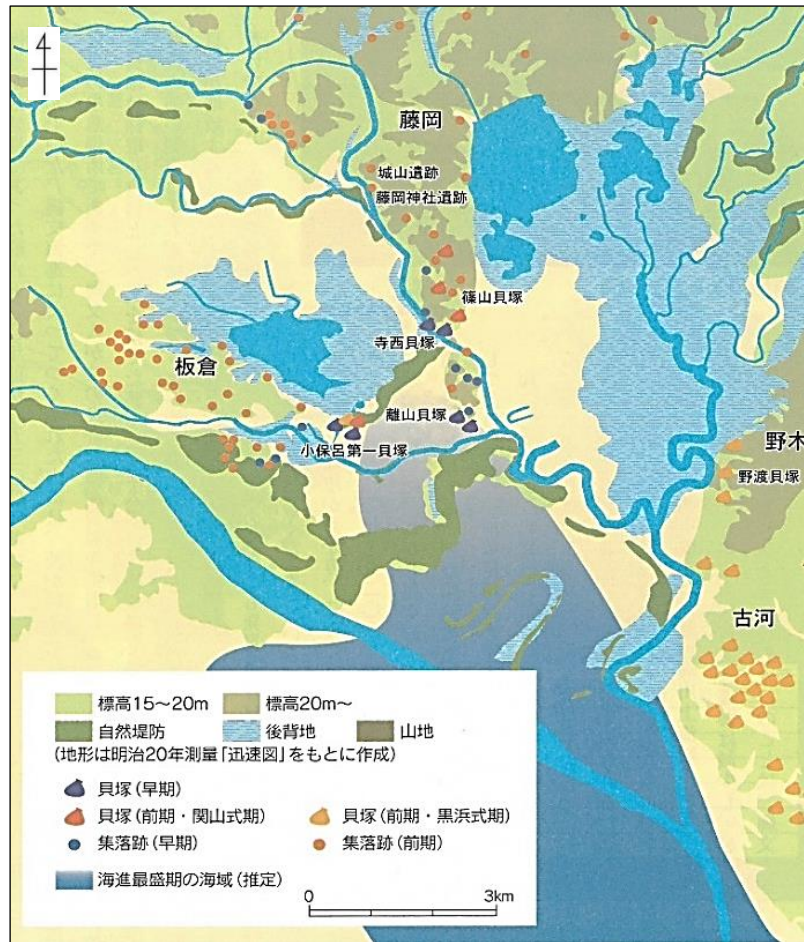 藤岡
城山遺跡
藤岡神社遺跡
篠山貝塚
寺西貝塚
板倉
離山貝塚
小保呂第一貝塚
野木
野渡貝塚
古河
標高15〜20m
標高20m〜
自然堤防
後背地
山地
(地形は明治20年測量「迅速図」をもとに作成)
貝塚(早期)
貝塚(前期・関山式期)
貝塚(前期・黒浜式期)
集落跡(早期)
集落跡(前期)
海進最盛期の海域(推定)
0
3km